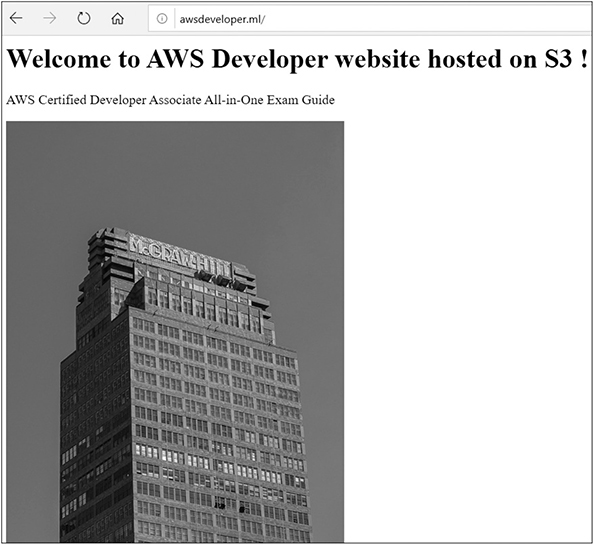 awsdeveloper.ml/
Welcome to AWS Developer website hosted on S3 !
AWS Certified Developer Associate All-in-One Exam Guide
McGRAW-HILL